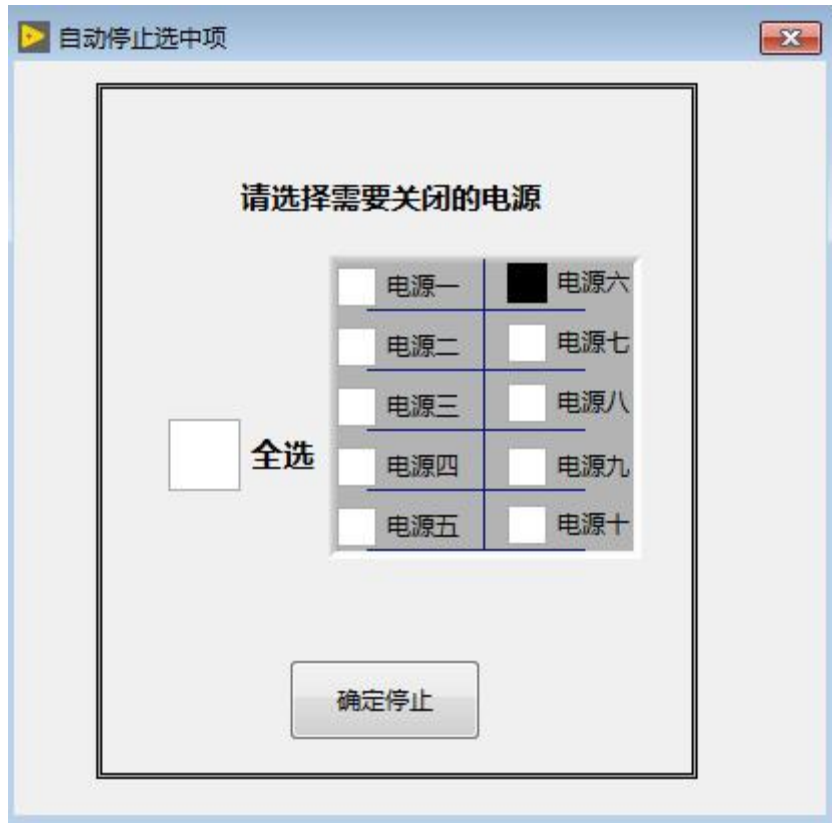 自动停止选中项
请选择需要关闭的电源
电源一 电源六
电源二 电源七
电源三 电源八
全选
电源四 电源九
电源五 电源十
确定停止